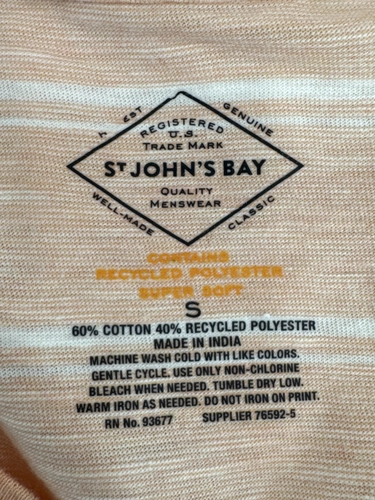 EST
GENUINE
REGISTERED
U.S.
TRADE MARK
ST JOHN'S BAY
QUALITY
MENSWEAR
WELL-MADE
CLASSIC
CONTAINS
RECYCLED POLYESTER
SUPER SOFT
S
60% COTTON 40% RECYCLED POLYESTER
MADE IN INDIA
MACHINE WASH COLD WITH LIKE COLORS.
GENTLE CYCLE. USE ONLY NON-CHLORINE
BLEACH WHEN NEEDED. TUMBLE DRY LOW.
WARM IRON AS NEEDED. DO NOT IRON ON PRINT.
RN No. 93677 SUPPLIER 76592-5